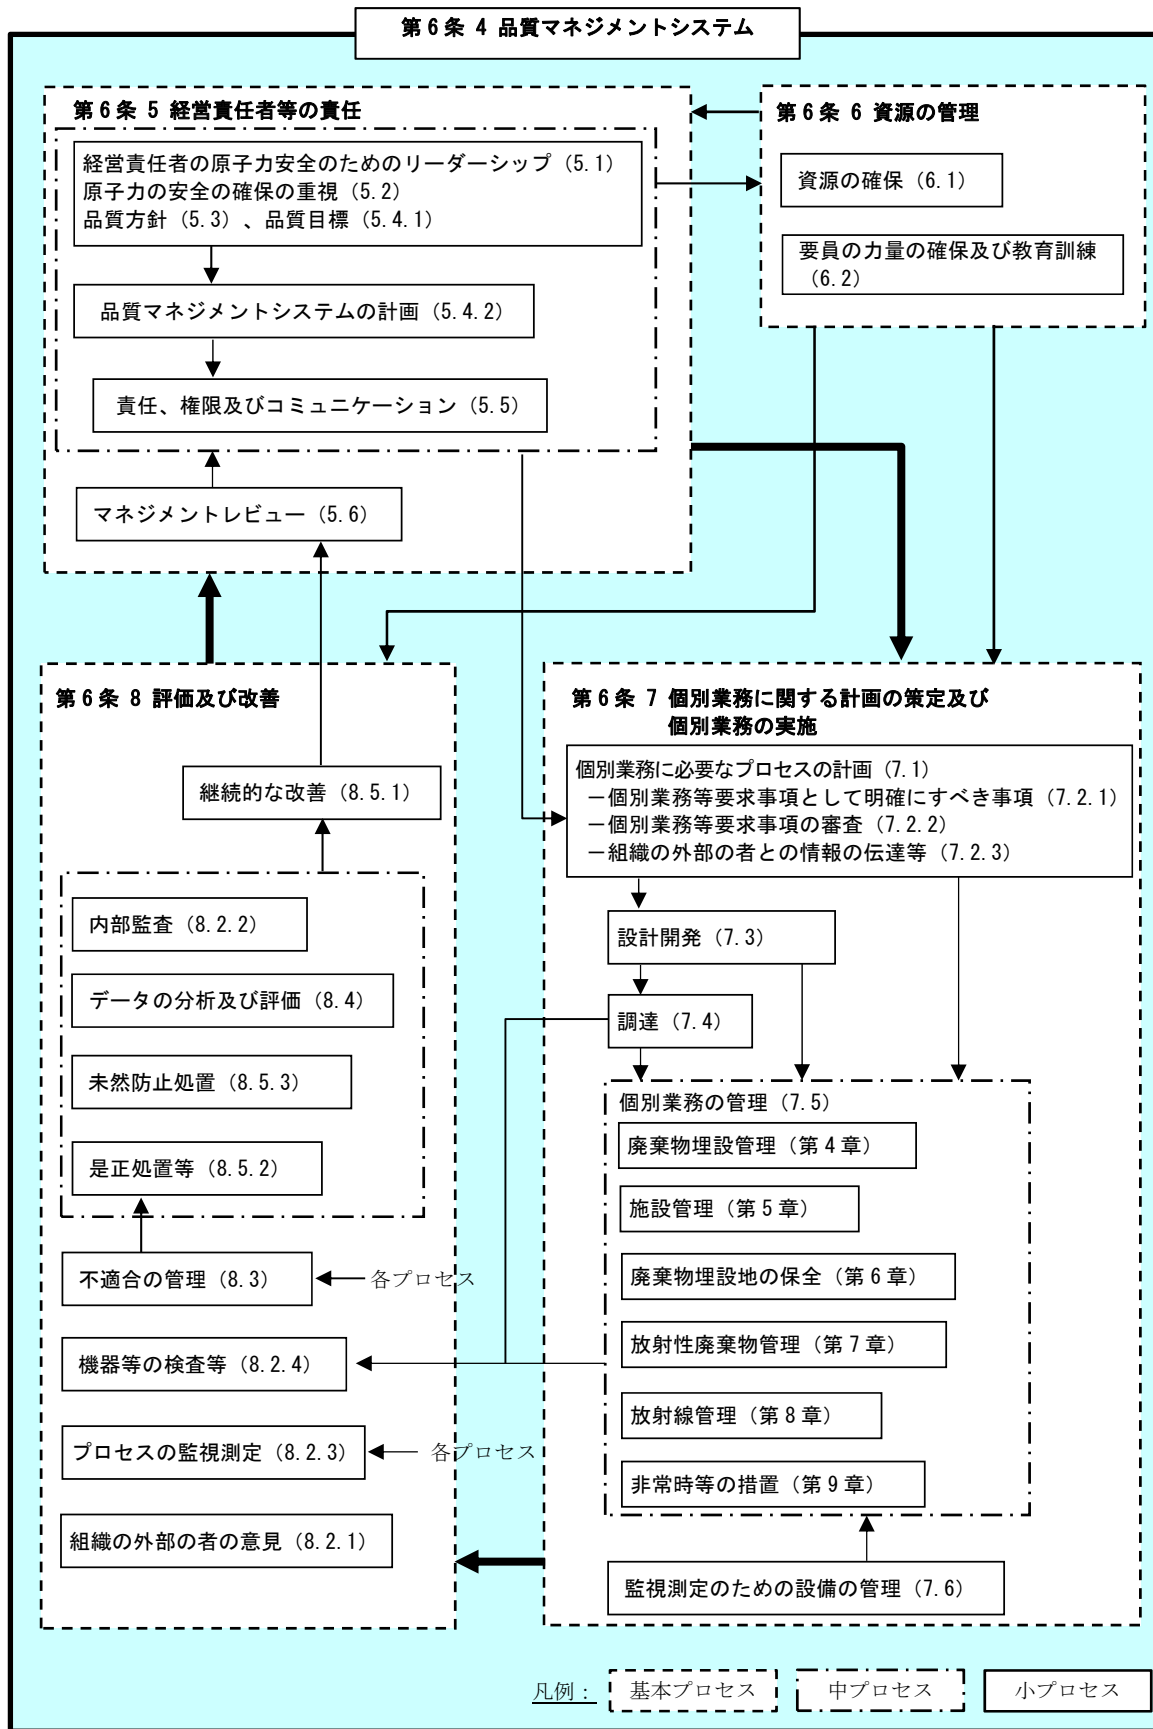 第6条 4 品質マネジメントシステム
第6条 5 経営責任者等の責任
経営責任者の原子力安全のためのリーダーシップ（5.1）
原子力の安全の確保の重視（5.2）
品質方針（5.3）、品質目標（5.4.1）
品質マネジメントシステムの計画（5.4.2）
責任、権限及びコミュニケーション（5.5）
マネジメントレビュー（5.6）
第6条 6 資源の管理
資源の確保（6.1）
要員の力量の確保及び教育訓練
（6.2）
第6条 8 評価及び改善
継続的な改善（8.5.1）
内部監査（8.2.2）
データの分析及び評価（8.4）
未然防止処置（8.5.3）
是正処置等（8.5.2）
不適合の管理（8.3）
各プロセス
機器等の検査等（8.2.4）
プロセスの監視測定（8.2.3）
各プロセス
組織の外部の者の意見（8.2.1）
第6条 7 個別業務に関する計画の策定及び
個別業務の実施
個別業務に必要なプロセスの計画（7.1）
－個別業務等要求事項として明確にすべき事項（7.2.1）
－個別業務等要求事項の審査（7.2.2）
－組織の外部の者との情報の伝達等（7.2.3）
設計開発（7.3）
調達（7.4）
個別業務の管理（7.5）
廃棄物埋設管理（第4章）
施設管理（第5章）
廃棄物埋設地の保全（第6章）
放射性廃棄物管理（第7章）
放射線管理（第8章）
非常時等の措置（第9章）
監視測定のための設備の管理（7.6）
凡例：
基本プロセス
中プロセス
小プロセス